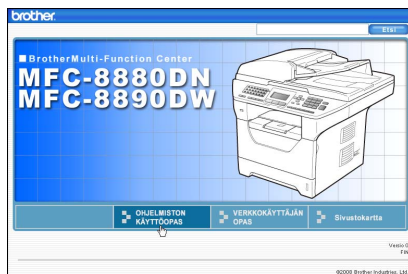 brother.
Etsi
BrotherMulti-Function Center
MFC-8880DN
MFC-8890DW
OHJELMISTON
KÄYTTÖOPAS
VERKKOKÄYTTÄJÄN
OPAS
Sivustokartta
©2008 Brother Industries, Ltd.